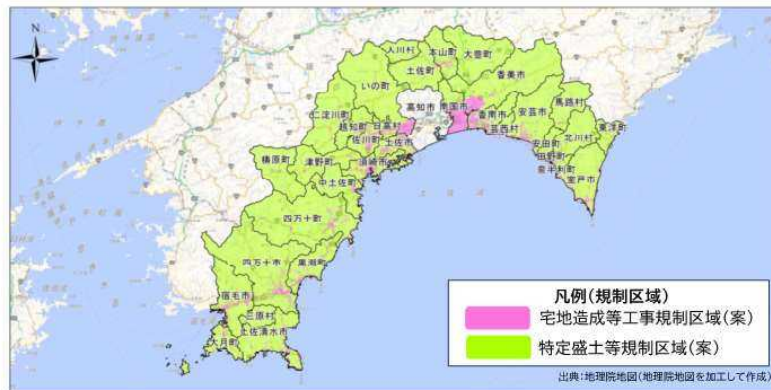 N
大川村
本山町
大豊町
土佐町
香美市
いの町
馬路村
高知市
南国市
仁淀川町
香南市
安芸市
越知町
日高村
芸西村
東洋町
北川村
佐川町
土佐市
安田町
田野町
檮原町
津野町
須崎市
奈半利町
室戸市
中土佐町
土佐湾
四万十町
四万十市
黒潮町
宿毛市
三原村
土佐清水市
大月町
凡例(規制区域)
宅地造成等工事規制区域(案)
特定盛土等規制区域(案)
出典:地理院地図(地理院地図を加工して作成)